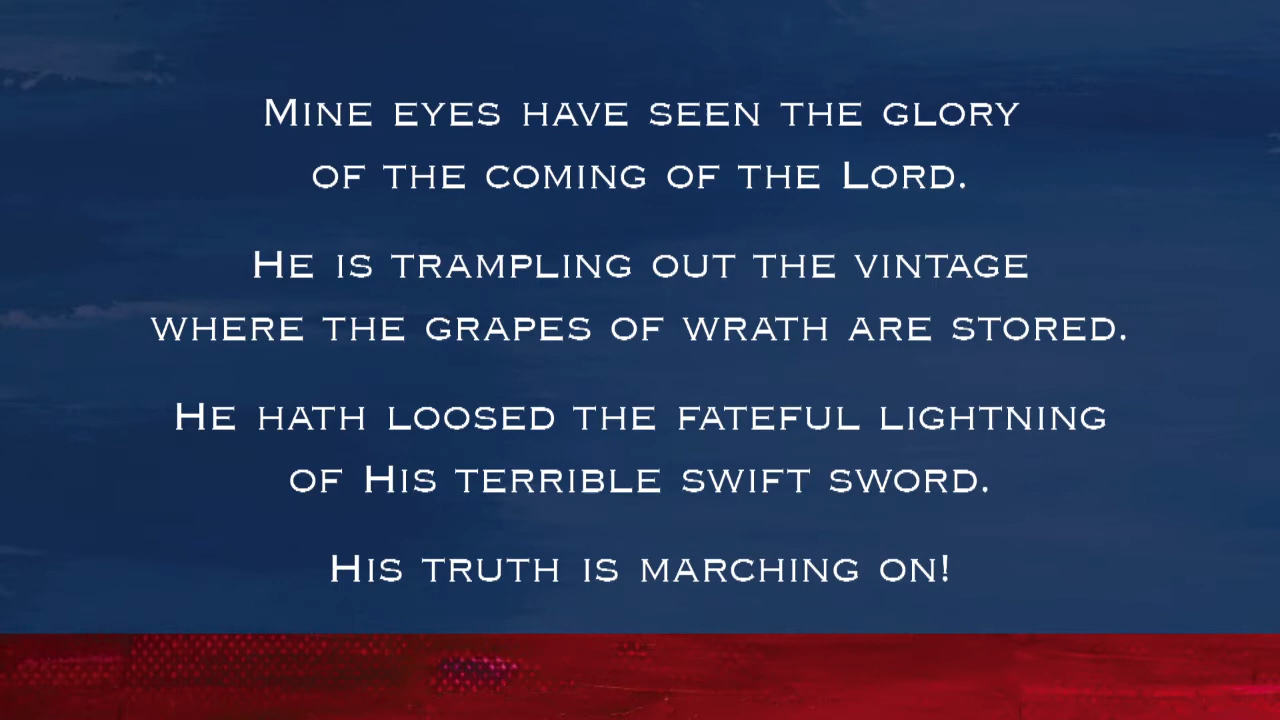 Mine eyes have seen the glory
of the coming of the Lord.
He is trampling out the vintage
where the grapes of wrath are stored.
He hath loosed the fateful lightning
of His terrible swift sword.
His truth is marching on!